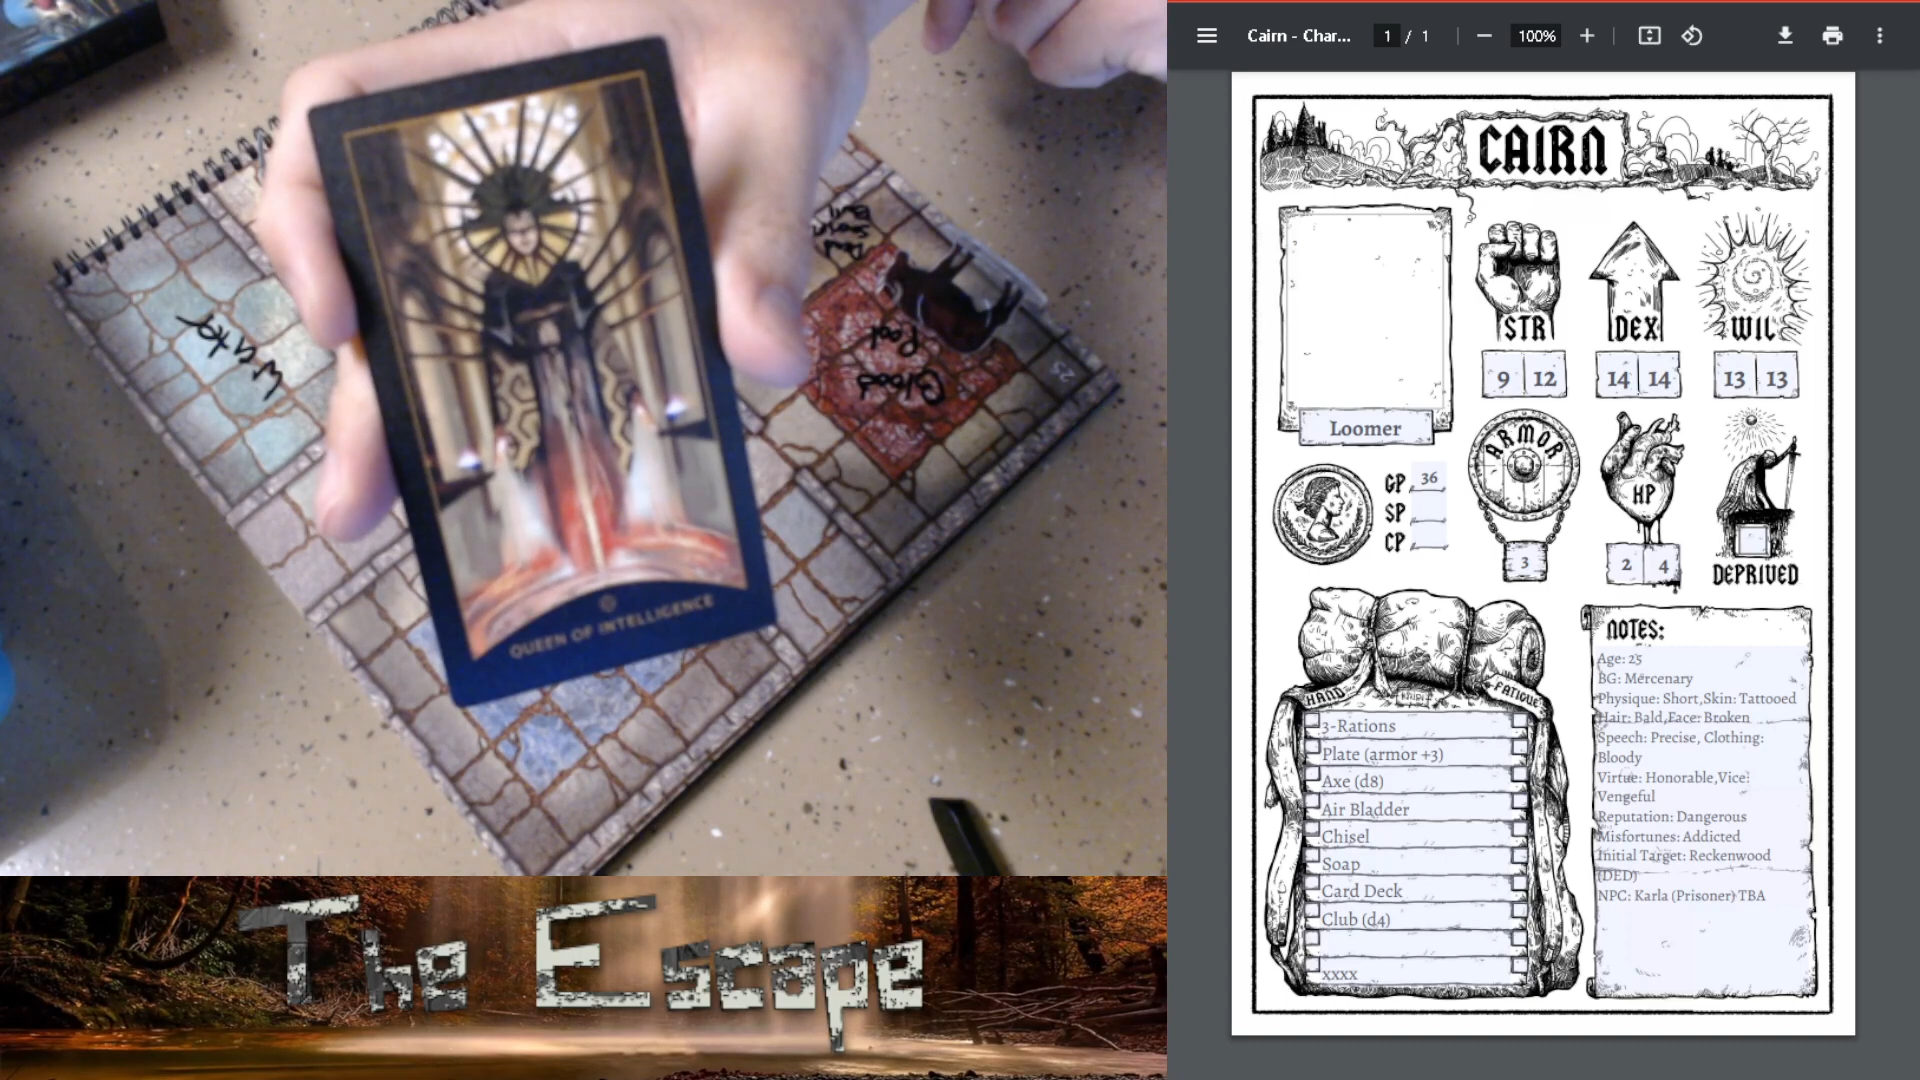 Water
Blood
Pool
25
QUEEN OF INTELLIGENCE
The Escape
Cairn - Char...
1 / 1
100%
CAIRN
STR
DEX
WIL
9 12
14 14
13 13
Loomer
GP 36
SP
CP
ARMOR
3
HP
2 4
DEPRIVED
HAND
FATIGUE
3-Rations
Plate (armor +3)
Axe (d8)
Air Bladder
Chisel
Soap
Card Deck
Club (d4)
xxxx
NOTES:
Age: 25
BG: Mercenary
Physique: Short,Skin: Tattooed
Hair: Bald,Face: Broken
Speech: Precise, Clothing:
Bloody
Virtue: Honorable,Vice:
Vengeful
Reputation: Dangerous
Misfortunes: Addicted
Initial Target: Reckenwood
(DED)
NPC: Karla (Prisoner) TBA